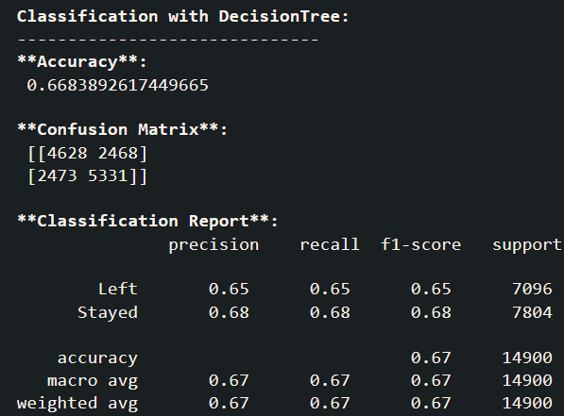 Classification with DecisionTree:
------------------------------
**Accuracy**:
0.6683892617449665
**Confusion Matrix**:
[[4628 2468]
[2473 5331]]
**Classification Report**:
precision recall f1-score support
Left 0.65 0.65 0.65 7096
Stayed 0.68 0.68 0.68 7804
accuracy 0.67 14900
macro avg 0.67 0.67 0.67 14900
weighted avg 0.67 0.67 0.67 14900